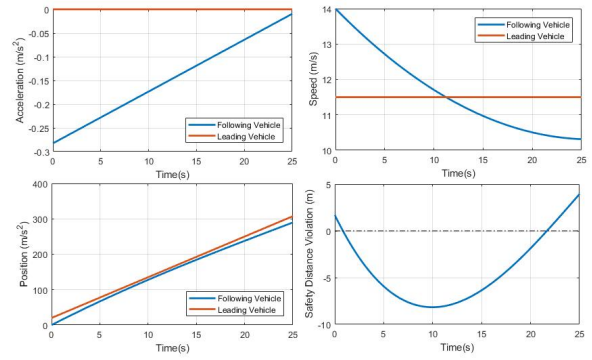 0
-0.05
-0.1
-0.15
-0.2
-0.25
-0.3
Acceleration (m/s²)
Following Vehicle
Leading Vehicle
0 5 10 15 20 25
Time(s)
14
13
12
11
10
Speed (m/s)
Following Vehicle
Leading Vehicle
0 5 10 15 20 25
Time(s)
400
300
200
100
0
Position (m/s²)
Following Vehicle
Leading Vehicle
0 5 10 15 20 25
Time(s)
5
0
-5
-10
Safety Distance Violation (m)
0 5 10 15 20 25
Time(s)